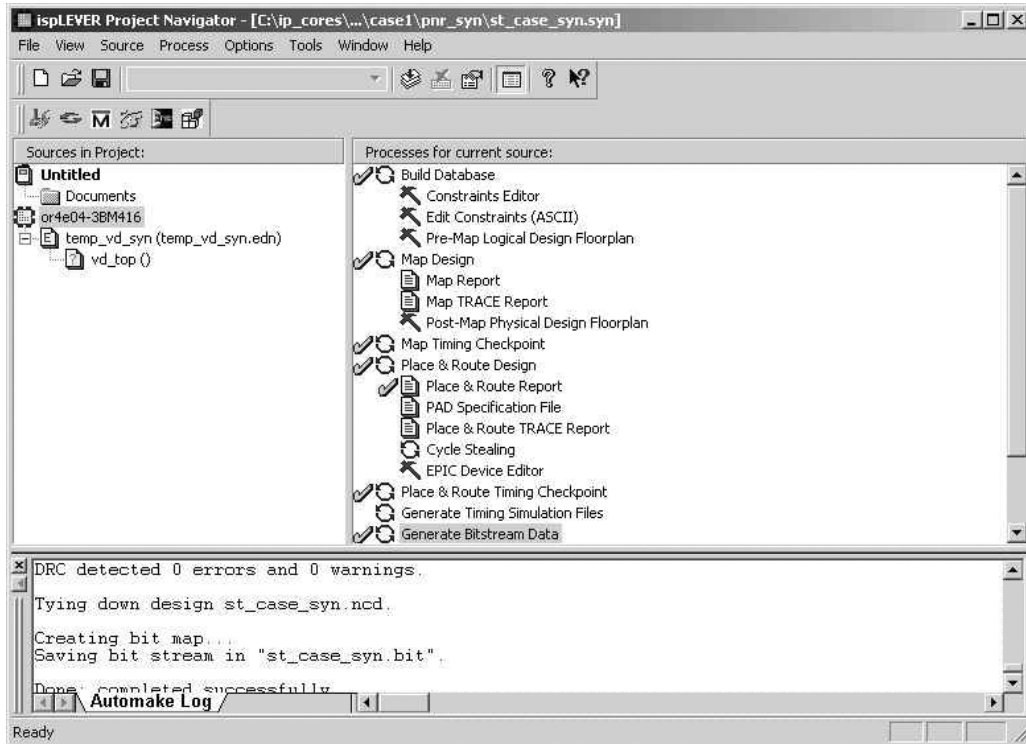 ispLEVER Project Navigator - [C:\ip_cores\...\case1\pnr_syn\st_case_syn.syn]
File View Source Process Options Tools Window Help
Sources in Project:
Untitled
Documents
or4e04-3BM416
temp_vd_syn (temp_vd_syn.edn)
vd_top ()
Processes for current source:
Build Database
Constraints Editor
Edit Constraints (ASCII)
Pre-Map Logical Design Floorplan
Map Design
Map Report
Map TRACE Report
Post-Map Physical Design Floorplan
Map Timing Checkpoint
Place & Route Design
Place & Route Report
PAD Specification File
Place & Route TRACE Report
Cycle Stealing
EPIC Device Editor
Place & Route Timing Checkpoint
Generate Timing Simulation Files
Generate Bitstream Data
DRC detected 0 errors and 0 warnings.
Tying down design st_case_syn.ncd.
Creating bit map...
Saving bit stream in "st_case_syn.bit".
Done: completed successfully
Automake Log
Ready